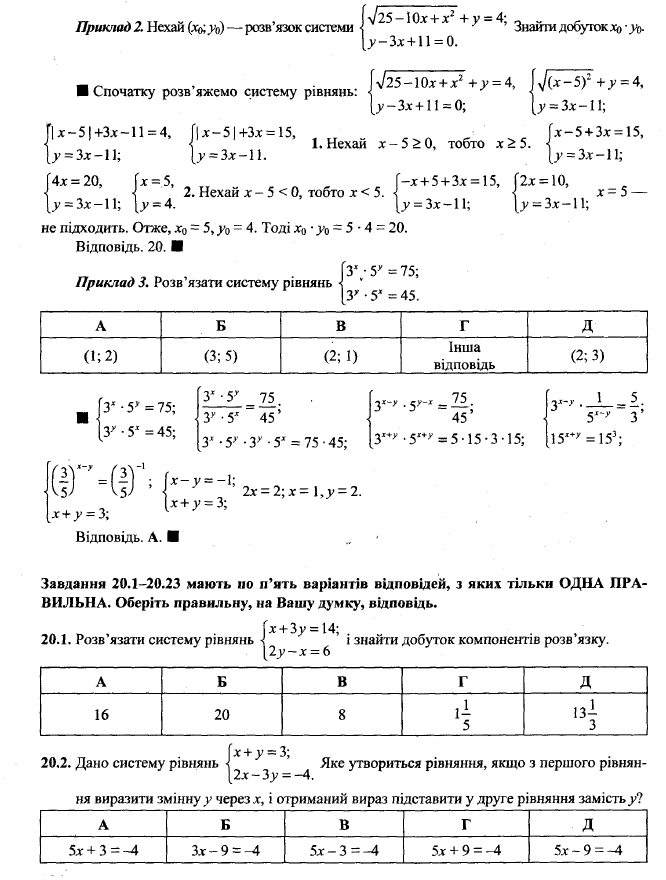 Приклад 2. Нехай (x₀; y₀) — розв’язок системи {√(25−10x+x²) + y = 4; y−3x+11=0. Знайти добуток x₀ · y₀.
■ Спочатку розв’яжемо систему рівнянь: {√(25−10x+x²) + y = 4, y−3x+11=0; {√((x−5)²) + y = 4, y = 3x−11;
{|x−5|+3x−11=4, y = 3x−11; {|x−5|+3x=15, y = 3x−11. 1. Нехай x−5 ≥ 0, тобто x ≥ 5. {x−5+3x=15, y = 3x−11;
{4x = 20, y = 3x−11; {x = 5, y = 4. 2. Нехай x − 5 < 0, тобто x < 5. {−x+5+3x=15, y = 3x−11; {2x = 10, y = 3x−11; x = 5 —
не підходить. Отже, x₀ = 5, y₀ = 4. Тоді x₀ · y₀ = 5 · 4 = 20.
Відповідь. 20. ■
Приклад 3. Розв’язати систему рівнянь {3ˣ · 5ʸ = 75; 3ʸ · 5ˣ = 45.
А Б В Г Д
(1; 2) (3; 5) (2; 1) Інша відповідь (2; 3)
■ {3ˣ · 5ʸ = 75; 3ʸ · 5ˣ = 45; {(3ˣ · 5ʸ)/(3ʸ · 5ˣ) = 75/45; 3ˣ · 5ʸ · 3ʸ · 5ˣ = 75 · 45; {3ˣ⁻ʸ · 5ʸ⁻ˣ = 75/45; 3ˣ⁺ʸ · 5ˣ⁺ʸ = 5·15·3·15; {3ˣ⁻ʸ · 1/5ˣ⁻ʸ = 5/3; 15ˣ⁺ʸ = 15³;
{(3/5)ˣ⁻ʸ = (3/5)⁻¹; x + y = 3; {x − y = −1; x + y = 3; 2x = 2; x = 1, y = 2.
Відповідь. А. ■
Завдання 20.1–20.23 мають по п’ять варіантів відповідей, з яких тільки ОДНА ПРА-
ВИЛЬНА. Оберіть правильну, на Вашу думку, відповідь.
20.1. Розв’язати систему рівнянь {x + 3y = 14; 2y − x = 6 і знайти добуток компонентів розв’язку.
А Б В Г Д
16 20 8 1 1/5 13 1/3
20.2. Дано систему рівнянь {x + y = 3; 2x − 3y = −4. Яке утвориться рівняння, якщо з першого рівнян-
ня виразити змінну y через x, і отриманий вираз підставити у друге рівняння замість y?
А Б В Г Д
5x + 3 = −4 3x − 9 = −4 5x − 3 = −4 5x + 9 = −4 5x − 9 = −4